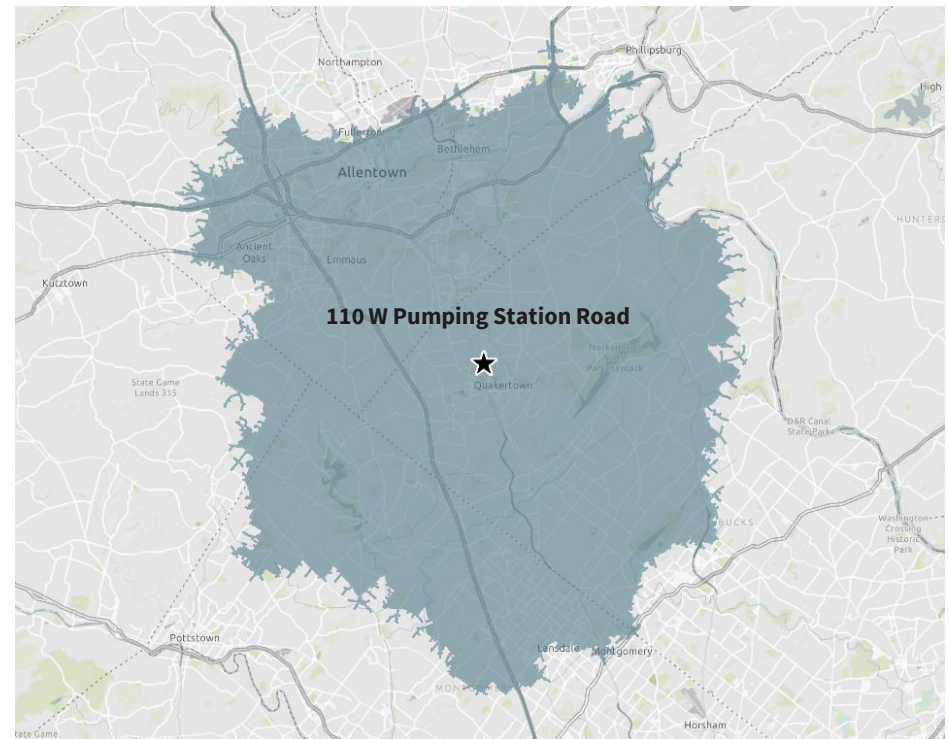 Phillipsburg
Northampton
High
Fullerton
Bethlehem
Allentown
HUNTERD
Ancient
Oaks
Emmaus
Kutztown
110 W Pumping Station Road
Nockamixon
State
Park Haycock
State Game
Lands 315
Quakertown
D&R Canal
State Park
BUCKS
Washington
Crossing
Historic
Park
Pottstown
Lansdale
Montgomery
Horsham
tate Game